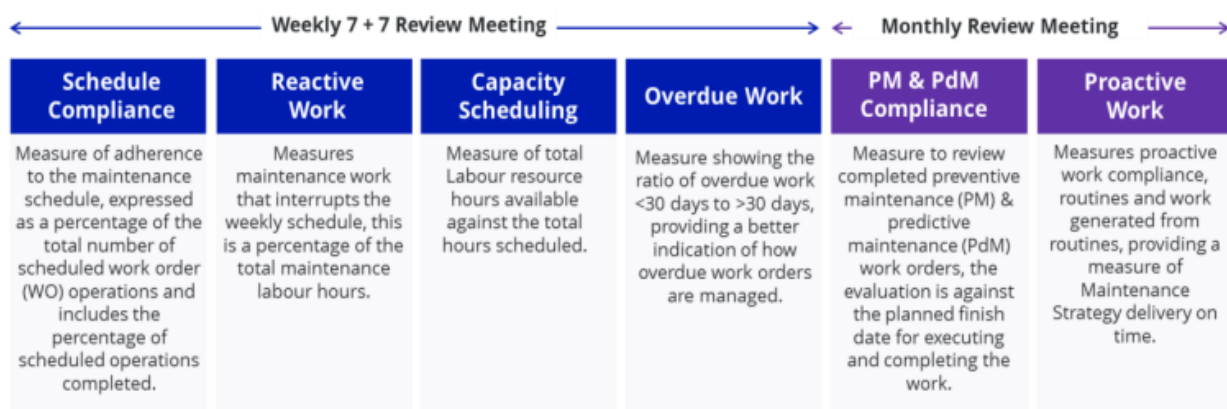 Weekly 7 + 7 Review Meeting
Monthly Review Meeting
Schedule
Compliance
Measure of adherence
to the maintenance
schedule, expressed
as a percentage of the
total number of
scheduled work order
(WO) operations and
includes the
percentage of
scheduled operations
completed.
Reactive
Work
Measures
maintenance work
that interrupts the
weekly schedule, this
is a percentage of the
total maintenance
labour hours.
Capacity
Scheduling
Measure of total
Labour resource
hours available
against the total
hours scheduled.
Overdue Work
Measure showing the
ratio of overdue work
<30 days to >30 days,
providing a better
indication of how
overdue work orders
are managed.
PM & PdM
Compliance
Measure to review
completed preventive
maintenance (PM) &
predictive
maintenance (PdM)
work orders, the
evaluation is against
the planned finish
date for executing
and completing the
work.
Proactive
Work
Measures proactive
work compliance,
routines and work
generated from
routines, providing a
measure of
Maintenance
Strategy delivery on
time.